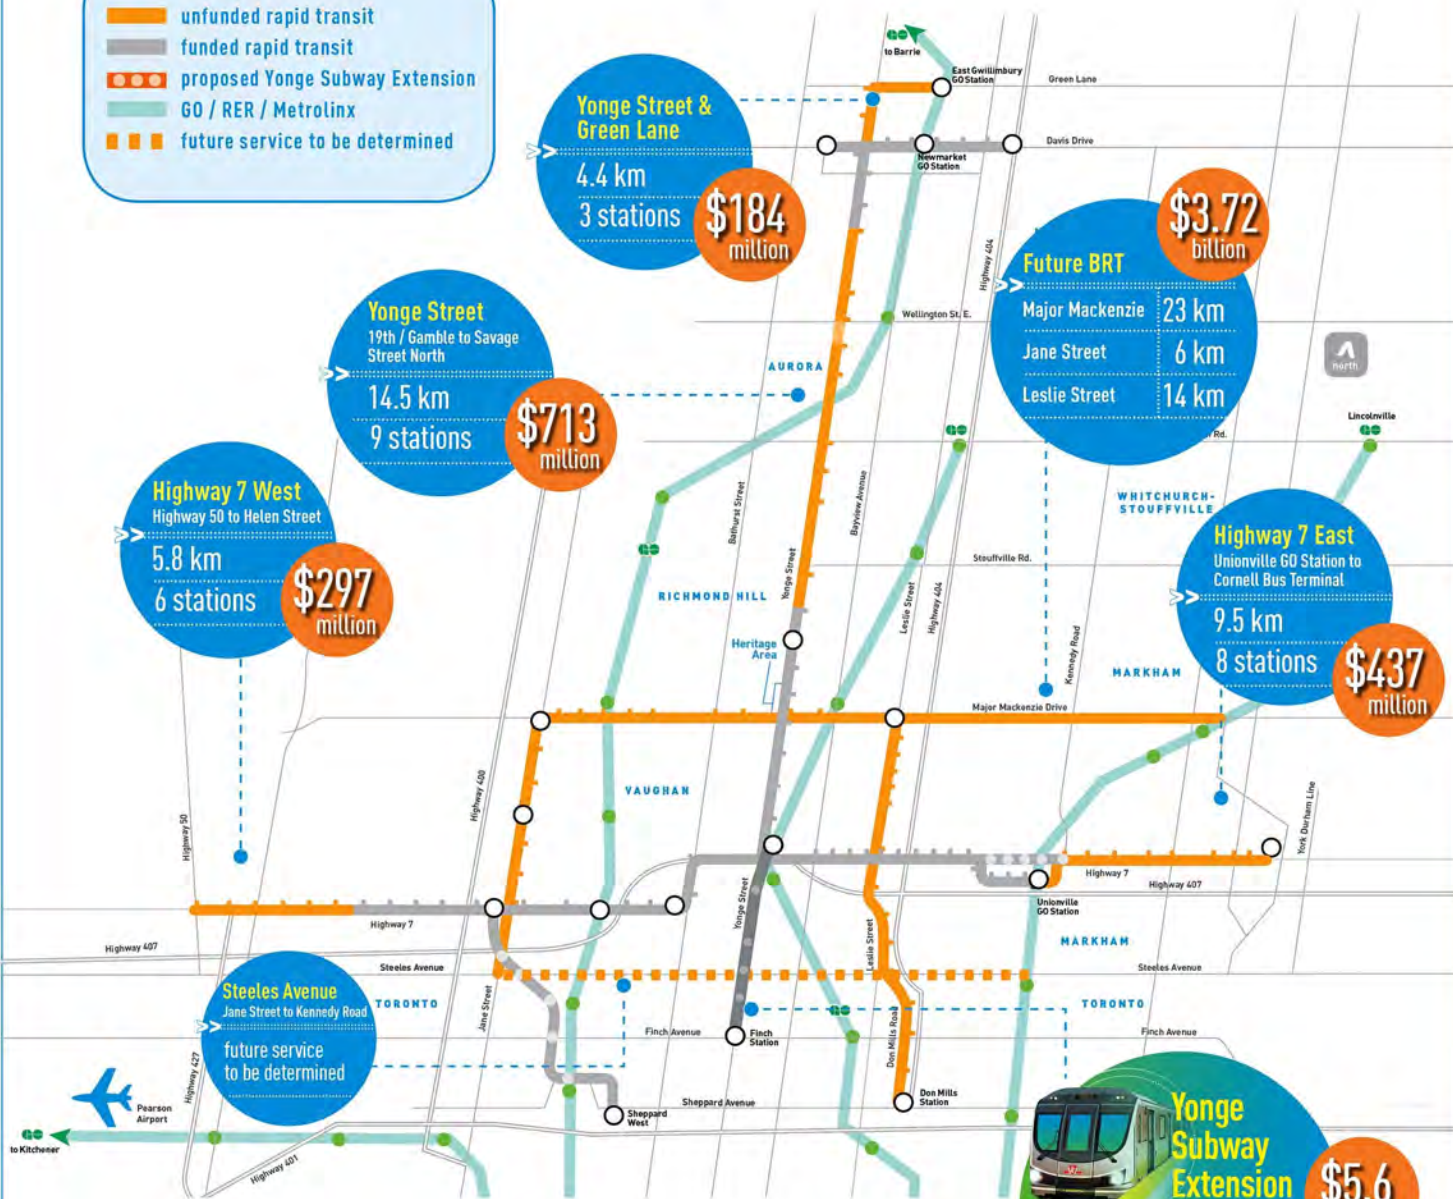 unfunded rapid transit
funded rapid transit
proposed Yonge Subway Extension
GO / RER / Metrolinx
future service to be determined
GO
to Barrie
East Gwillimbury
GO Station
Green Lane
Yonge Street &
Green Lane
4.4 km
3 stations
$184
million
Newmarket
GO Station
Davis Drive
$3.72
billion
Future BRT
Major Mackenzie 23 km
Jane Street 6 km
Leslie Street 14 km
Highway 404
Wellington St. E.
north
Yonge Street
19th / Gamble to Savage
Street North
14.5 km
9 stations
$713
million
AURORA
GO
Lincolnville
GO
Rd.
Highway 7 West
Highway 50 to Helen Street
5.8 km
6 stations
$297
million
Bathurst Street
Bayview Avenue
WHITCHURCH-
STOUFFVILLE
GO
Stouffville Rd.
Yonge Street
RICHMOND HILL
Leslie Street
Highway 404
Highway 7 East
Unionville GO Station to
Cornell Bus Terminal
9.5 km
8 stations
$437
million
Heritage
Area
Kennedy Road
MARKHAM
Major Mackenzie Drive
Highway 400
VAUGHAN
Highway 50
York Durham Line
Highway 7
Highway 407
Yonge Street
Unionville
GO Station
Highway 7
Highway 407
Leslie Street
MARKHAM
Steeles Avenue
Steeles Avenue
Steeles Avenue
Jane Street to Kennedy Road
future service
to be determined
TORONTO
Jane Street
GO
TORONTO
Finch Avenue
Finch
Station
Don Mills Road
Finch Avenue
Highway 427
Pearson
Airport
Sheppard Avenue
Sheppard
West
Don Mills
Station
GO
to Kitchener
Highway 401
Yonge
Subway
Extension
$5.6